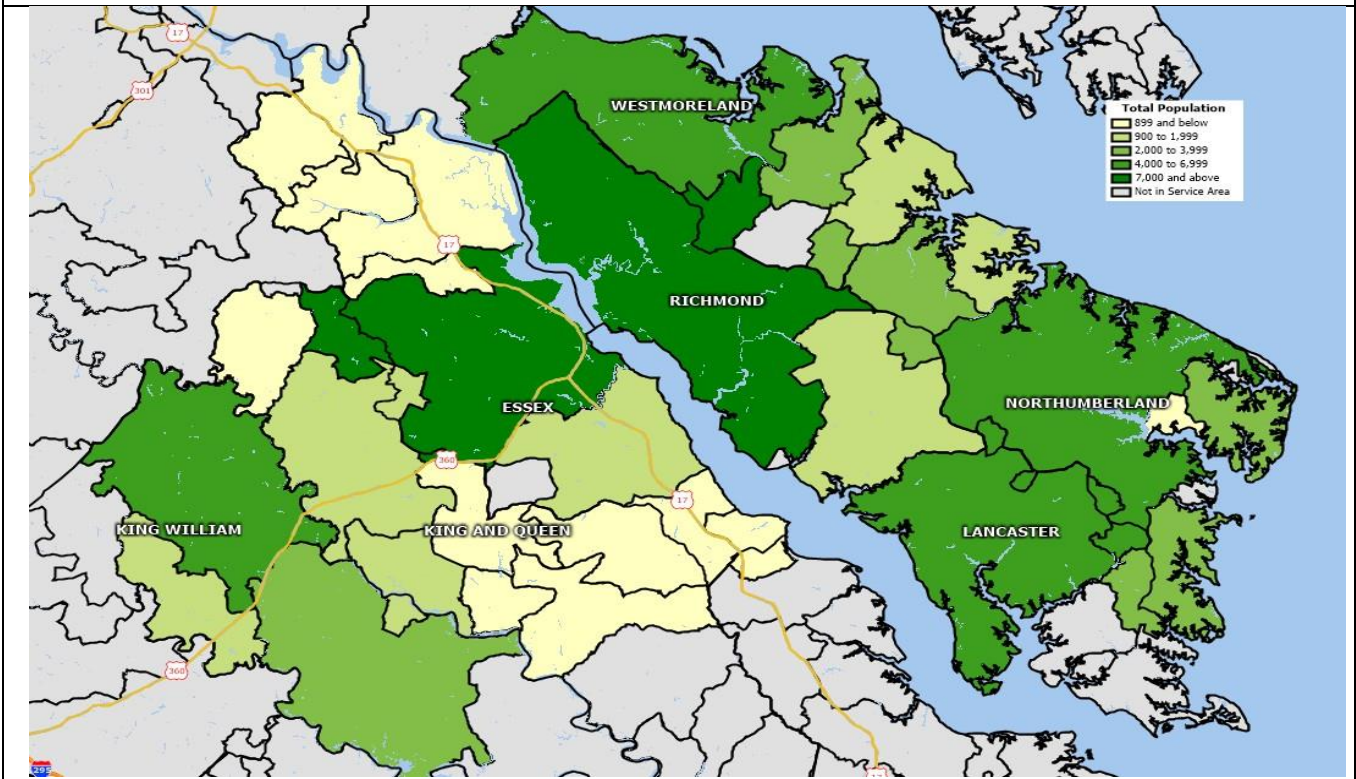 17
301
WESTMORELAND
Total Population
899 and below
900 to 1,999
2,000 to 3,999
4,000 to 6,999
7,000 and above
Not in Service Area
17
RICHMOND
ESSEX
NORTHUMBERLAND
360
17
KING WILLIAM
KING AND QUEEN
LANCASTER
360
295
17